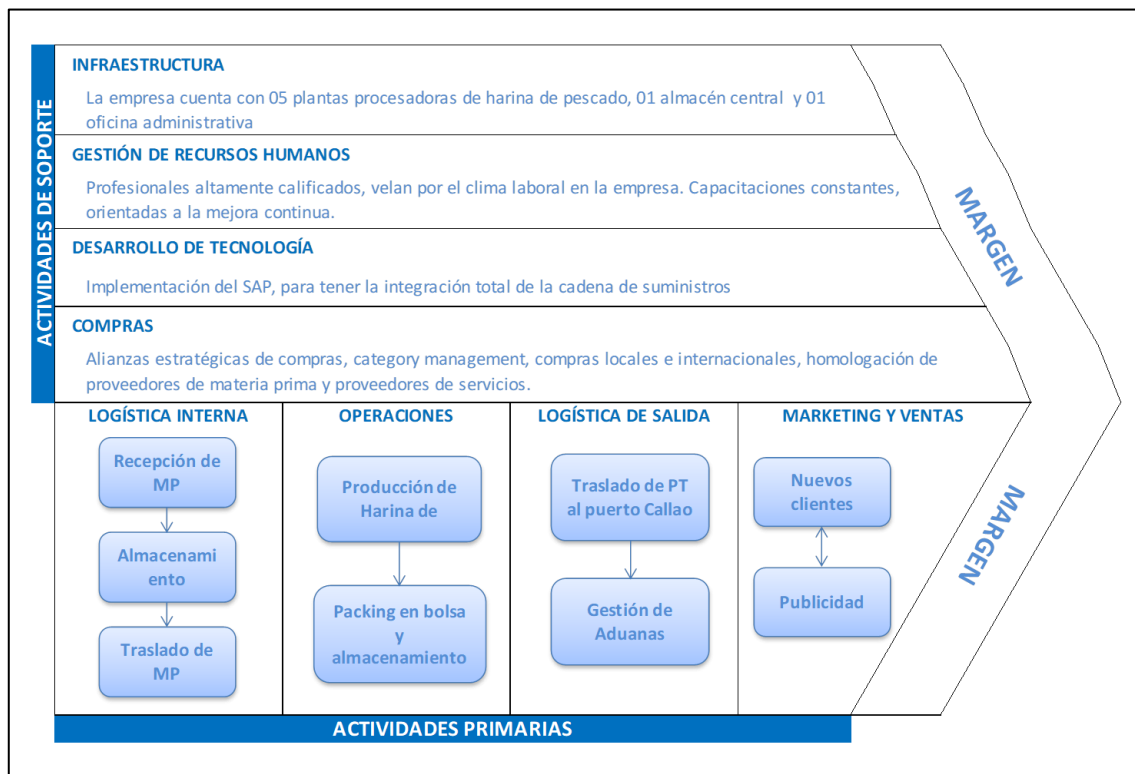 ACTIVIDADES DE SOPORTE
INFRAESTRUCTURA
La empresa cuenta con 05 plantas procesadoras de harina de pescado, 01 almacén central y 01
oficina administrativa
GESTIÓN DE RECURSOS HUMANOS
Profesionales altamente calificados, velan por el clima laboral en la empresa. Capacitaciones constantes,
orientadas a la mejora continua.
DESARROLLO DE TECNOLOGÍA
Implementación del SAP, para tener la integración total de la cadena de suministros
COMPRAS
Alianzas estratégicas de compras, category management, compras locales e internacionales, homologación de
proveedores de materia prima y proveedores de servicios.
MARGEN
LOGÍSTICA INTERNA
Recepción de
MP
Almacenami
ento
Traslado de
MP
OPERACIONES
Producción de
Harina de
Packing en bolsa
y
almacenamiento
LOGÍSTICA DE SALIDA
Traslado de PT
al puerto Callao
Gestión de
Aduanas
MARKETING Y VENTAS
Nuevos
clientes
Publicidad
MARGEN
ACTIVIDADES PRIMARIAS